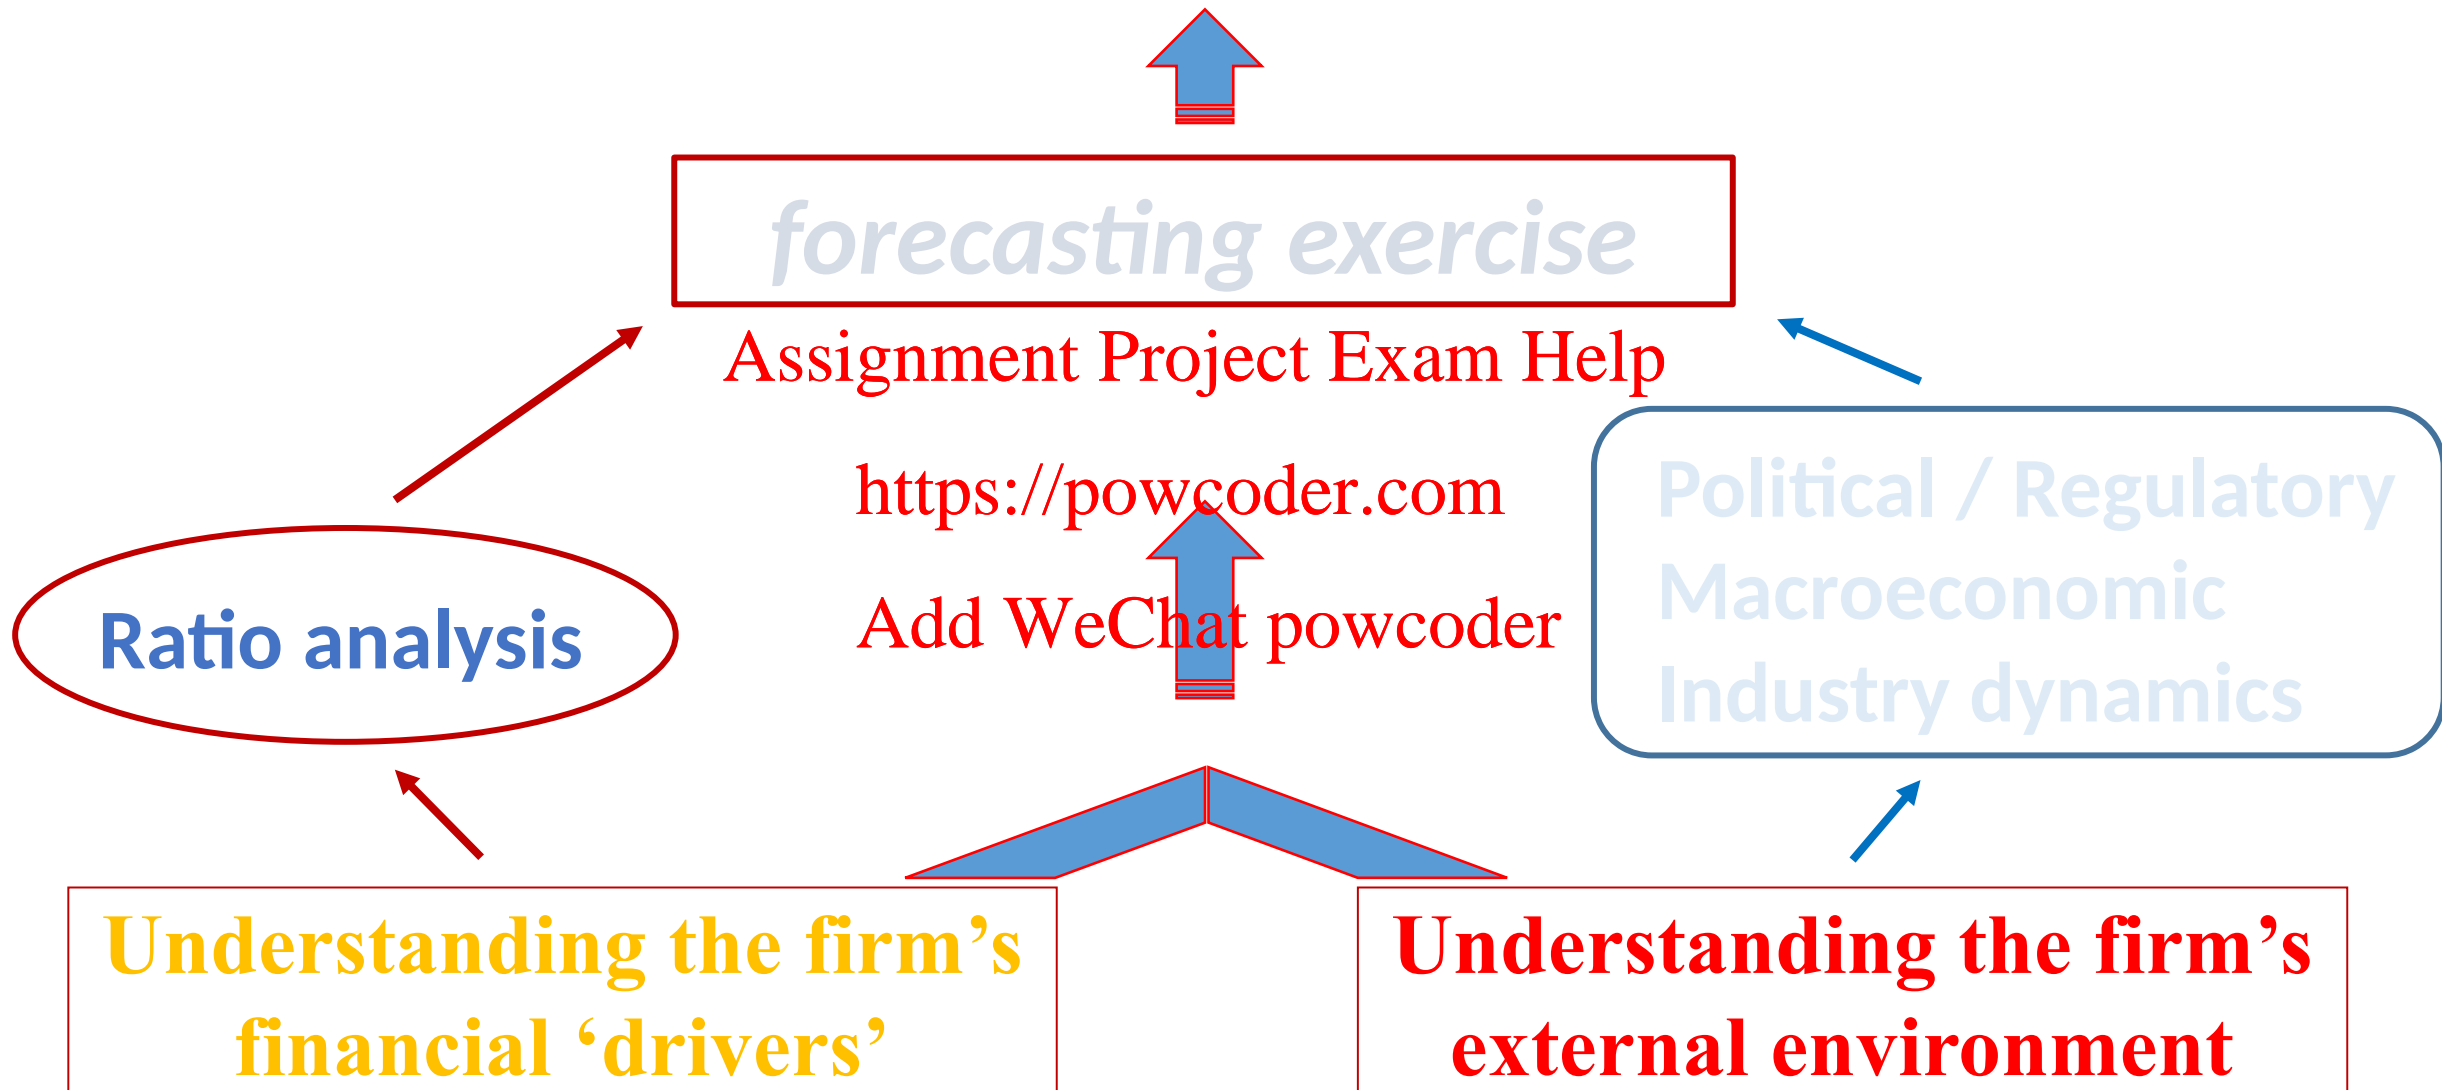 forecasting exercise
Assignment Project Exam Help
https://powcoder.com
Add WeChat powcoder
Ratio analysis
Political / Regulatory
Macroeconomic
Industry dynamics
Understanding the firm’s
financial ‘drivers’
Understanding the firm’s
external environment